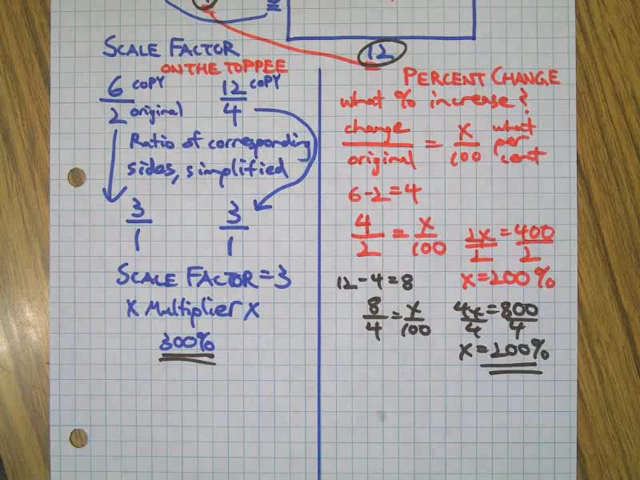 12
SCALE FACTOR
ON THE TOPPEE
6 COPY 12 COPY
2 original 4
Ratio of corresponding
sides, simplified
3 3
1 1
SCALE FACTOR = 3
x Multiplier x
300%
PERCENT CHANGE
What % increase?
change = x what
original 100 per cent
6-2=4
4/2 = x/100 2x/2 = 400/2
x=200%
12-4=8
8/4 = x/100 4x/4 = 800/4
x=200%